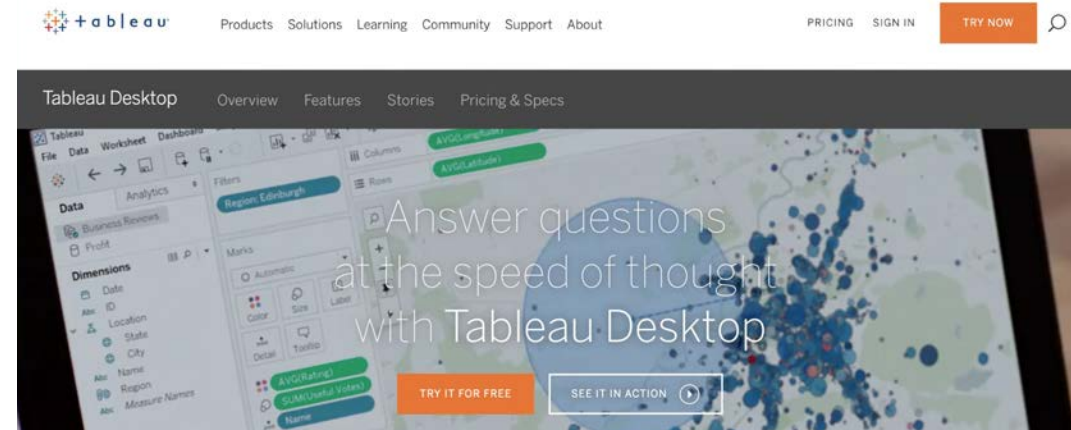 +ableau
Products Solutions Learning Community Support About
PRICING SIGN IN TRY NOW
Tableau Desktop Overview Features Stories Pricing & Specs
Tableau
File Data Worksheet Dashboard
Analytics
Data
Business Reviews
Profit
Dimensions
Date
Abc ID
Location
State
City
Abc Name
Region
Abc Measure Names
Filters
Region: Edinburgh
Marks
Automatic
Color Size Label
Detail Tooltip
AVG(Rating)
SUM(Useful Votes)
Name
Columns AVG(Longitude)
Rows AVG(Latitude)
Answer questions
at the speed of thought
with Tableau Desktop
TRY IT FOR FREE SEE IT IN ACTION